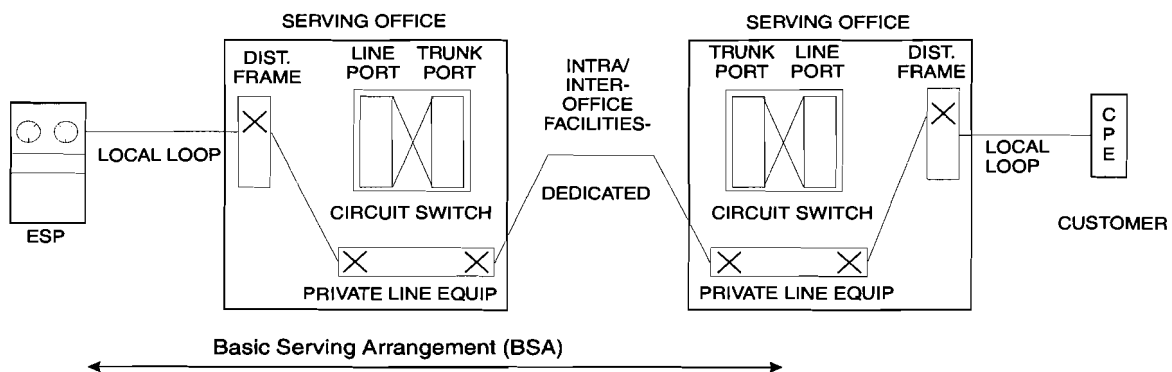 SERVING OFFICE
DIST.
FRAME
LINE
PORT
TRUNK
PORT
LOCAL LOOP
ESP
CIRCUIT SWITCH
PRIVATE LINE EQUIP
INTRA/
INTER-
OFFICE
FACILITIES-
DEDICATED
SERVING OFFICE
TRUNK
PORT
LINE
PORT
DIST.
FRAME
CIRCUIT SWITCH
PRIVATE LINE EQUIP
LOCAL
LOOP
C
P
E
CUSTOMER
Basic Serving Arrangement (BSA)